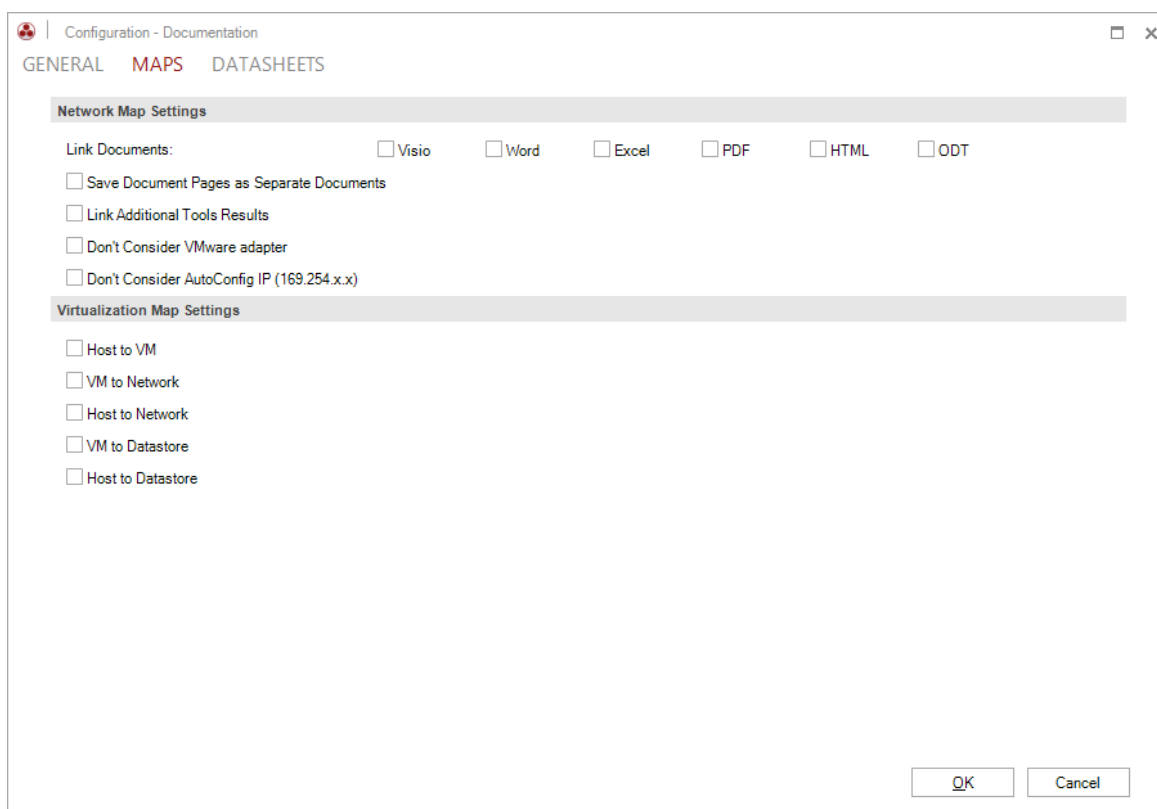 Configuration - Documentation
GENERAL MAPS DATASHEETS
Network Map Settings
Link Documents: Visio Word Excel PDF HTML ODT
Save Document Pages as Separate Documents
Link Additional Tools Results
Don't Consider VMware adapter
Don't Consider AutoConfig IP (169.254.x.x)
Virtualization Map Settings
Host to VM
VM to Network
Host to Network
VM to Datastore
Host to Datastore
OK Cancel